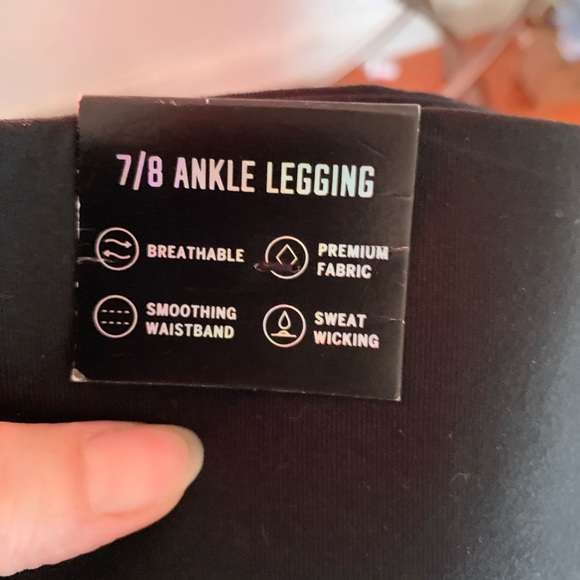 7/8 ANKLE LEGGING
BREATHABLE
PREMIUM
FABRIC
SMOOTHING
WAISTBAND
SWEAT
WICKING